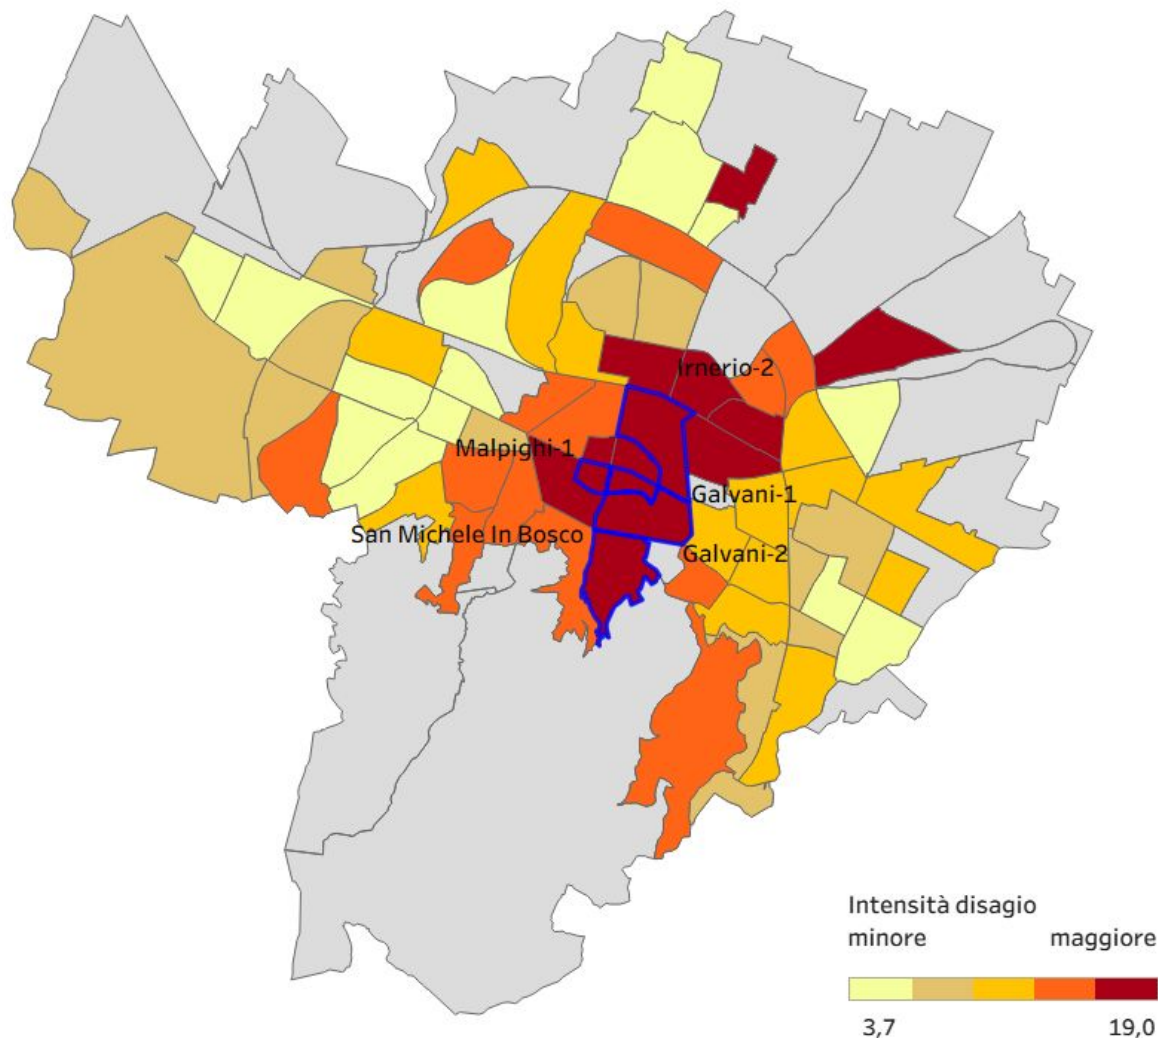 Irnerio-2
Malpighi-1
Galvani-1
San Michele In Bosco
Galvani-2
Intensità disagio
minore maggiore
3,7 19,0